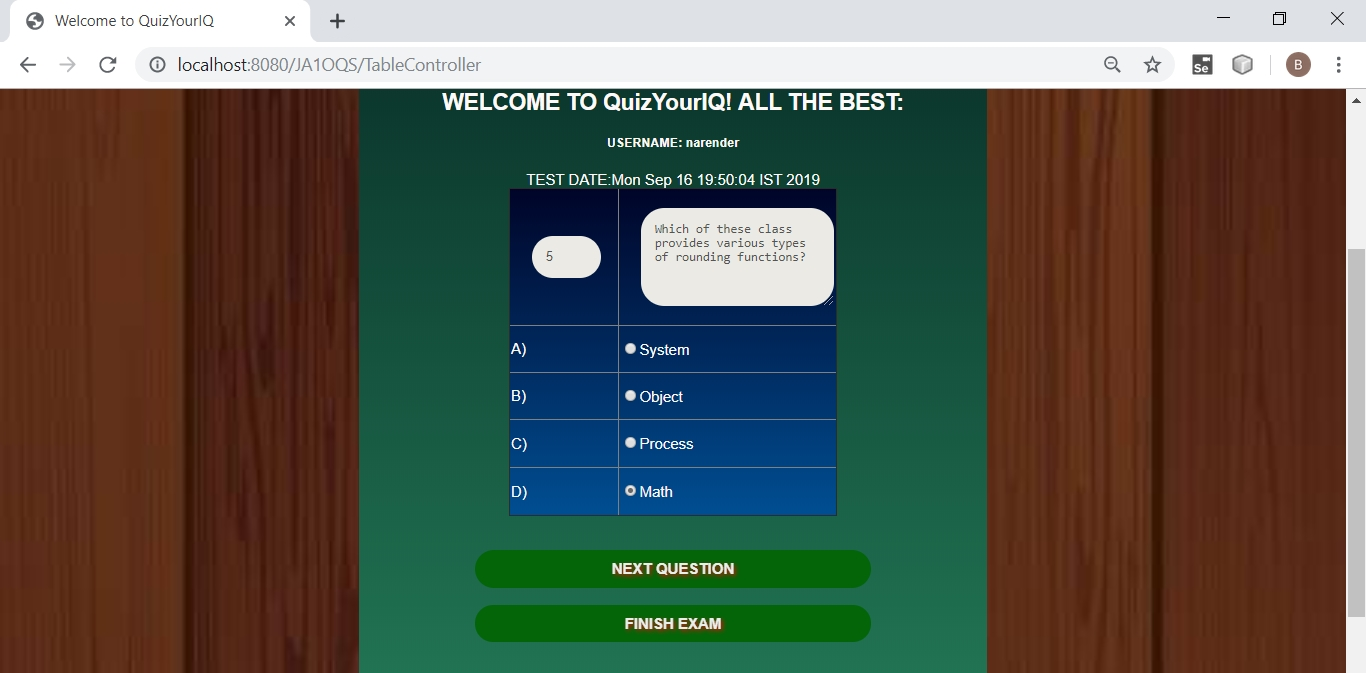 Welcome to QuizYourIQ
localhost:8080/JA1OQS/TableController
Se
B
WELCOME TO QuizYourIQ! ALL THE BEST:
USERNAME: narender
TEST DATE:Mon Sep 16 19:50:04 IST 2019
5
Which of these class
provides various types
of rounding functions?
A) System
B) Object
C) Process
D) Math
NEXT QUESTION
FINISH EXAM